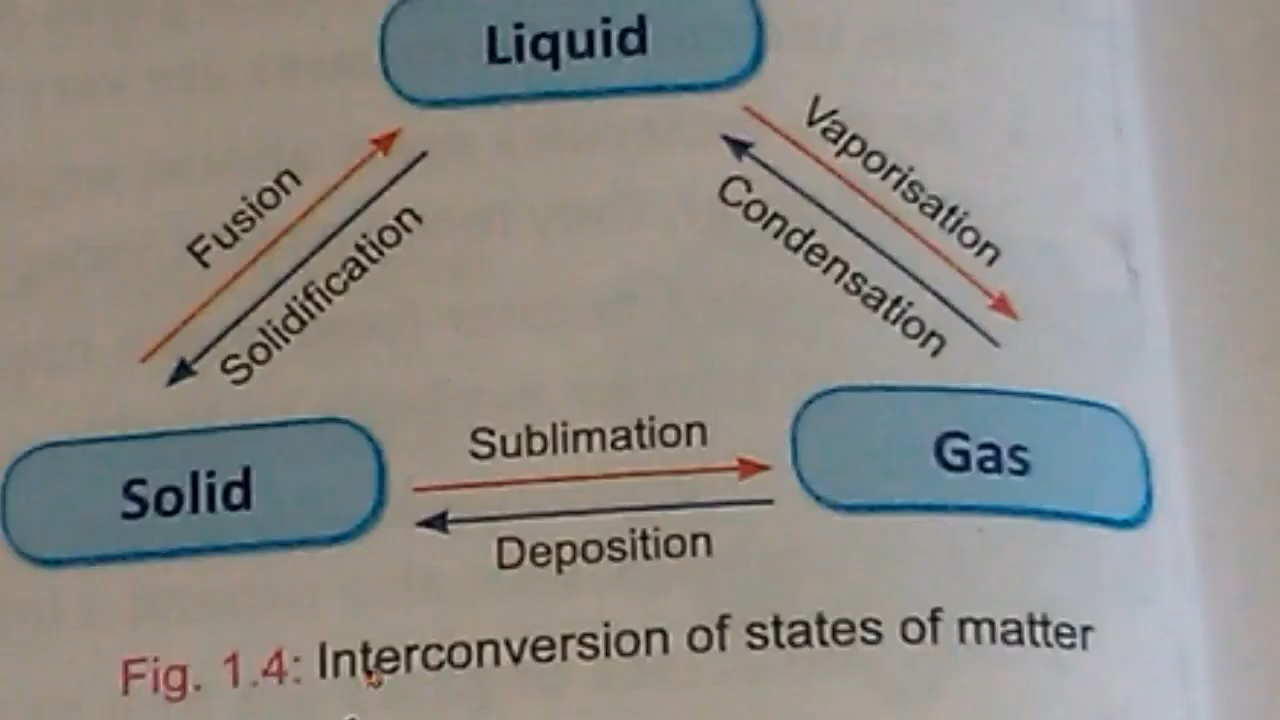 Liquid
Fusion
Solidification
Vaporisation
Condensation
Solid
Sublimation
Deposition
Gas
Fig. 1.4: Interconversion of states of matter